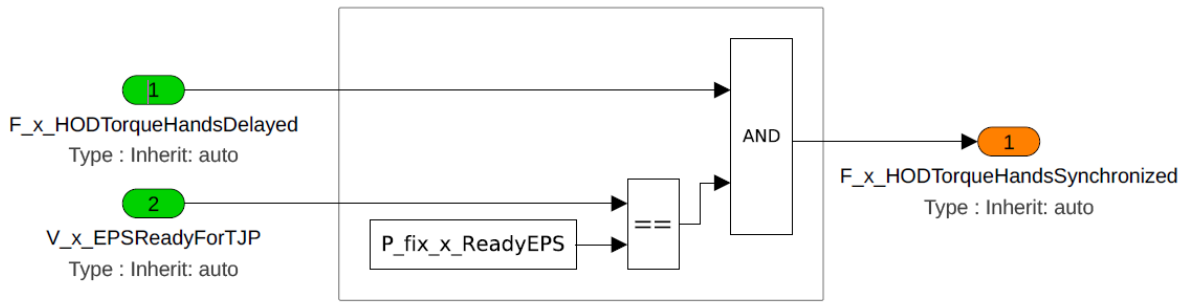 1
F_x_HODTorqueHandsDelayed
Type : Inherit: auto
2
V_x_EPSReadyForTJP
Type : Inherit: auto
P_fix_x_ReadyEPS
==
AND
1
F_x_HODTorqueHandsSynchronized
Type : Inherit: auto